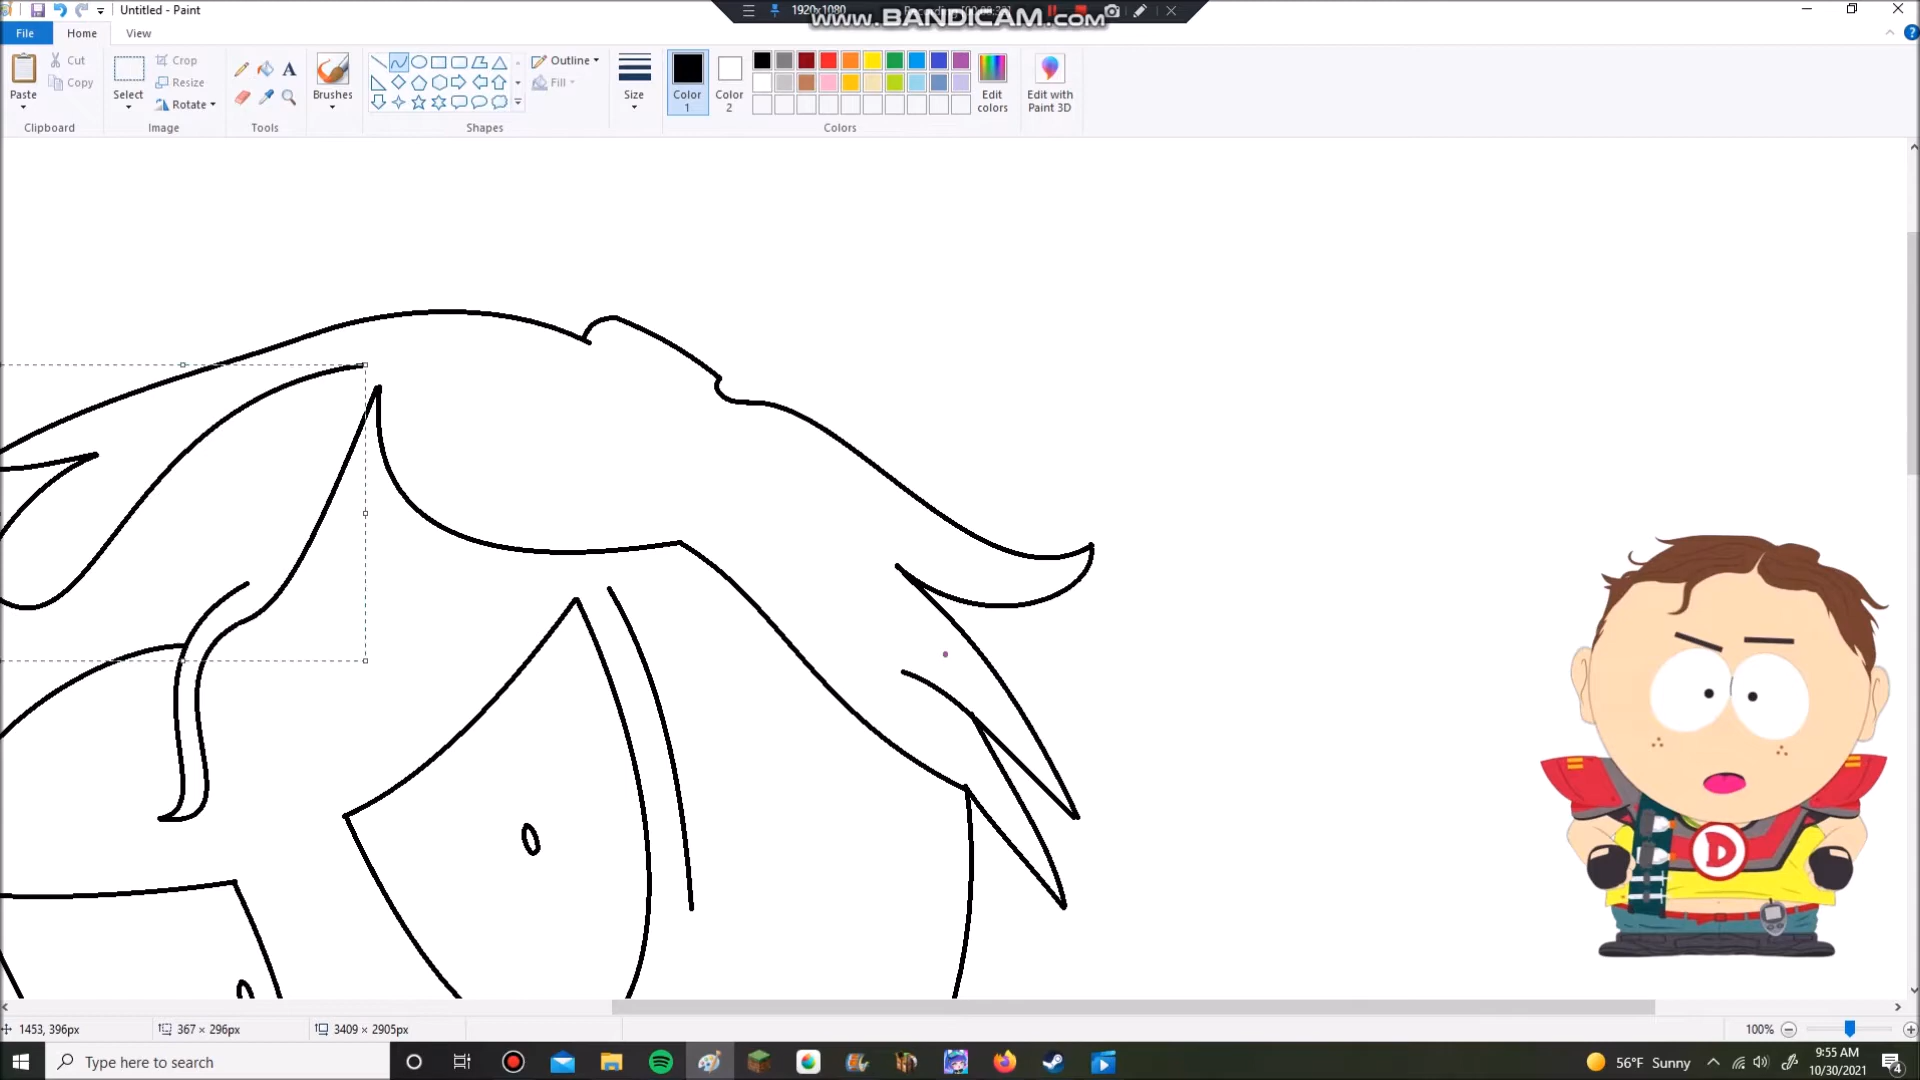 Untitled - Paint
1920x1080
www.BANDICAM.com
File
Home
View
Paste
Cut
Copy
Clipboard
Select
Crop
Resize
Rotate
Image
A
Tools
Brushes
Outline
Fill
Shapes
Size
Color
1
Color
2
Edit
colors
Colors
Edit with
Paint 3D
D
1453, 396px
367 × 296px
3409 × 2905px
100%
Type here to search
56°F Sunny
9:55 AM
10/30/2021
4